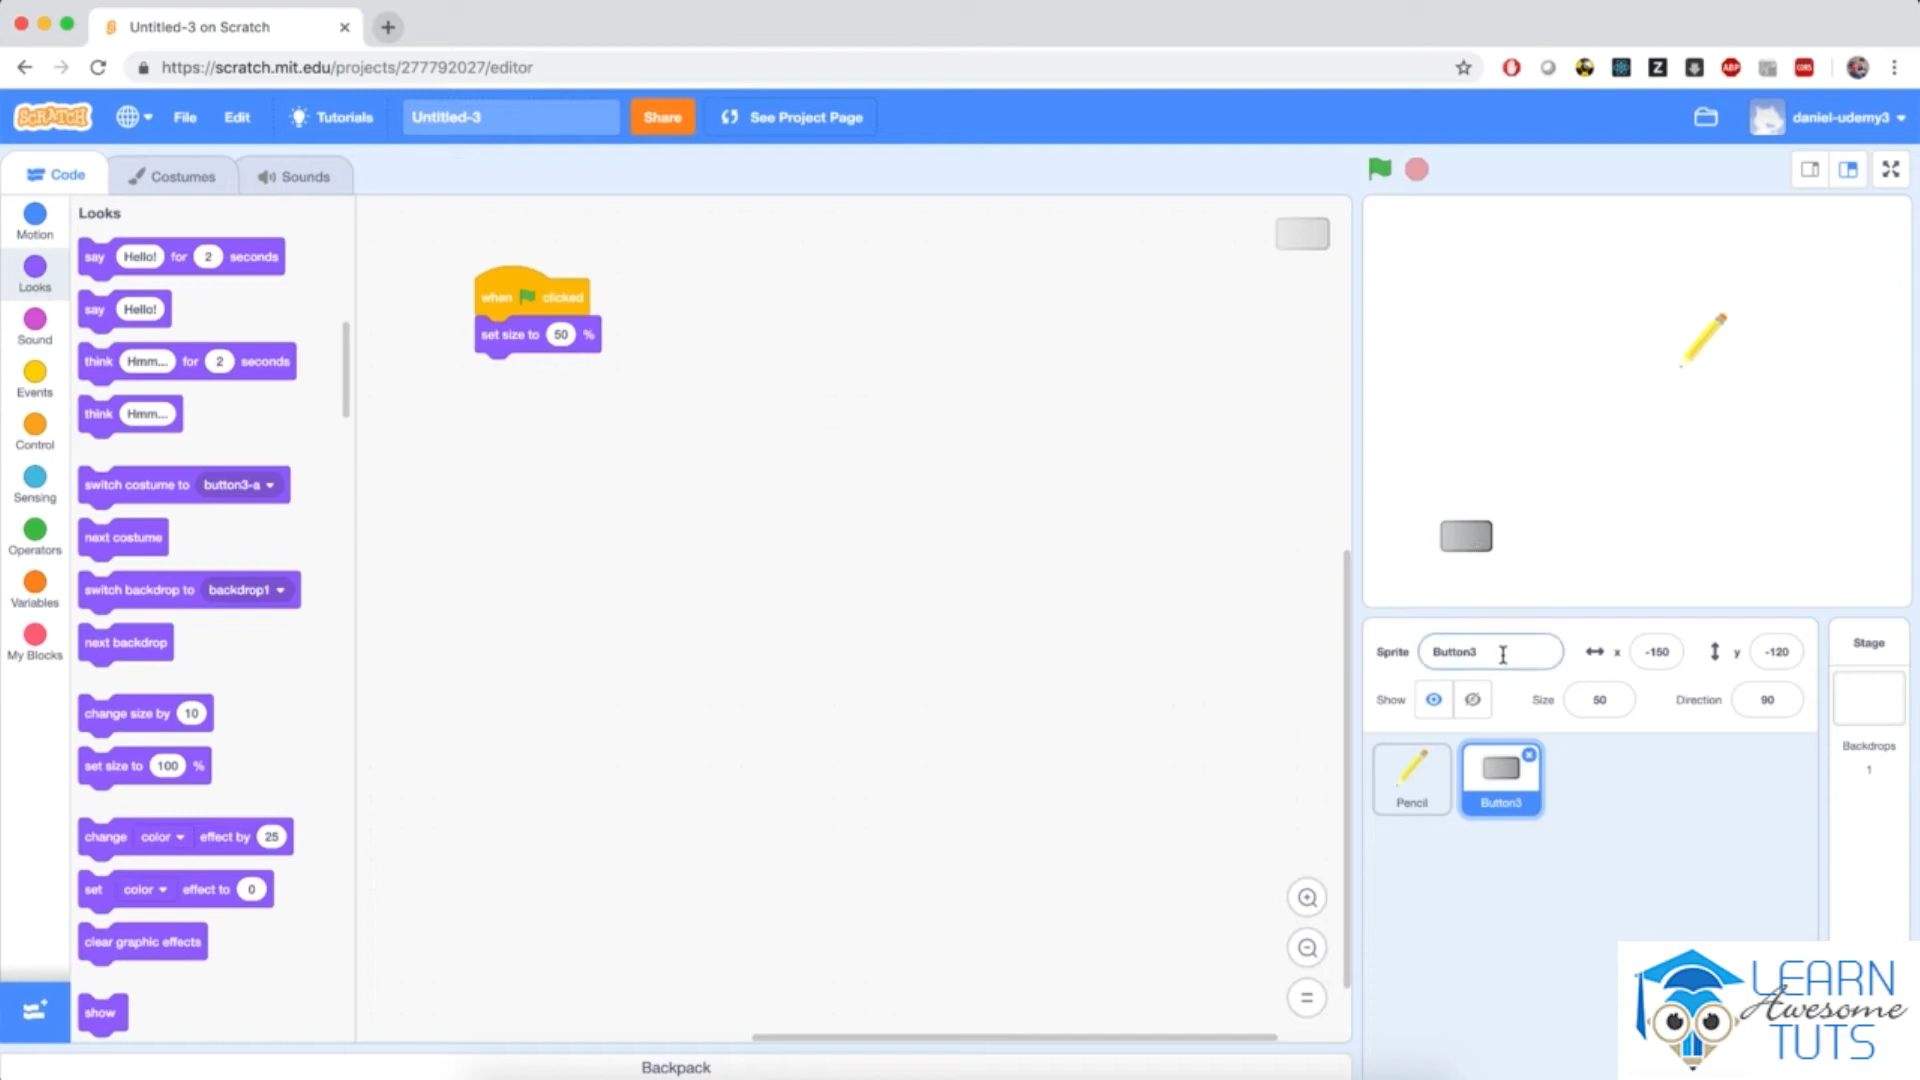 Untitled-3 on Scratch
https://scratch.mit.edu/projects/277792027/editor
ABP
CORS
Z
SCRATCH
File
Edit
Tutorials
Untitled-3
Share
See Project Page
daniel-udemy3
Code
Costumes
Sounds
Motion
Looks
Sound
Events
Control
Sensing
Operators
Variables
My Blocks
Looks
say Hello! for 2 seconds
say Hello!
think Hmm... for 2 seconds
think Hmm...
switch costume to button3-a
next costume
switch backdrop to backdrop1
next backdrop
change size by 10
set size to 100 %
change color effect by 25
set color effect to 0
clear graphic effects
show
when clicked
set size to 50 %
Backpack
Sprite Button3 x -150 y -120
Show Size 50 Direction 90
Pencil
Button3
Stage
Backdrops
1
LEARN
Awesome
TUTS